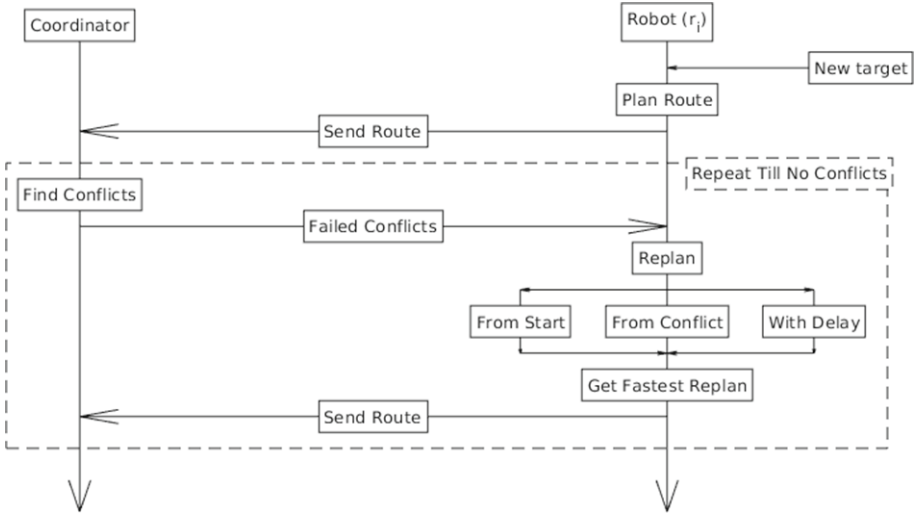 Coordinator
Robot (ri)
New target
Plan Route
Send Route
Repeat Till No Conflicts
Find Conflicts
Failed Conflicts
Replan
From Start
From Conflict
With Delay
Get Fastest Replan
Send Route